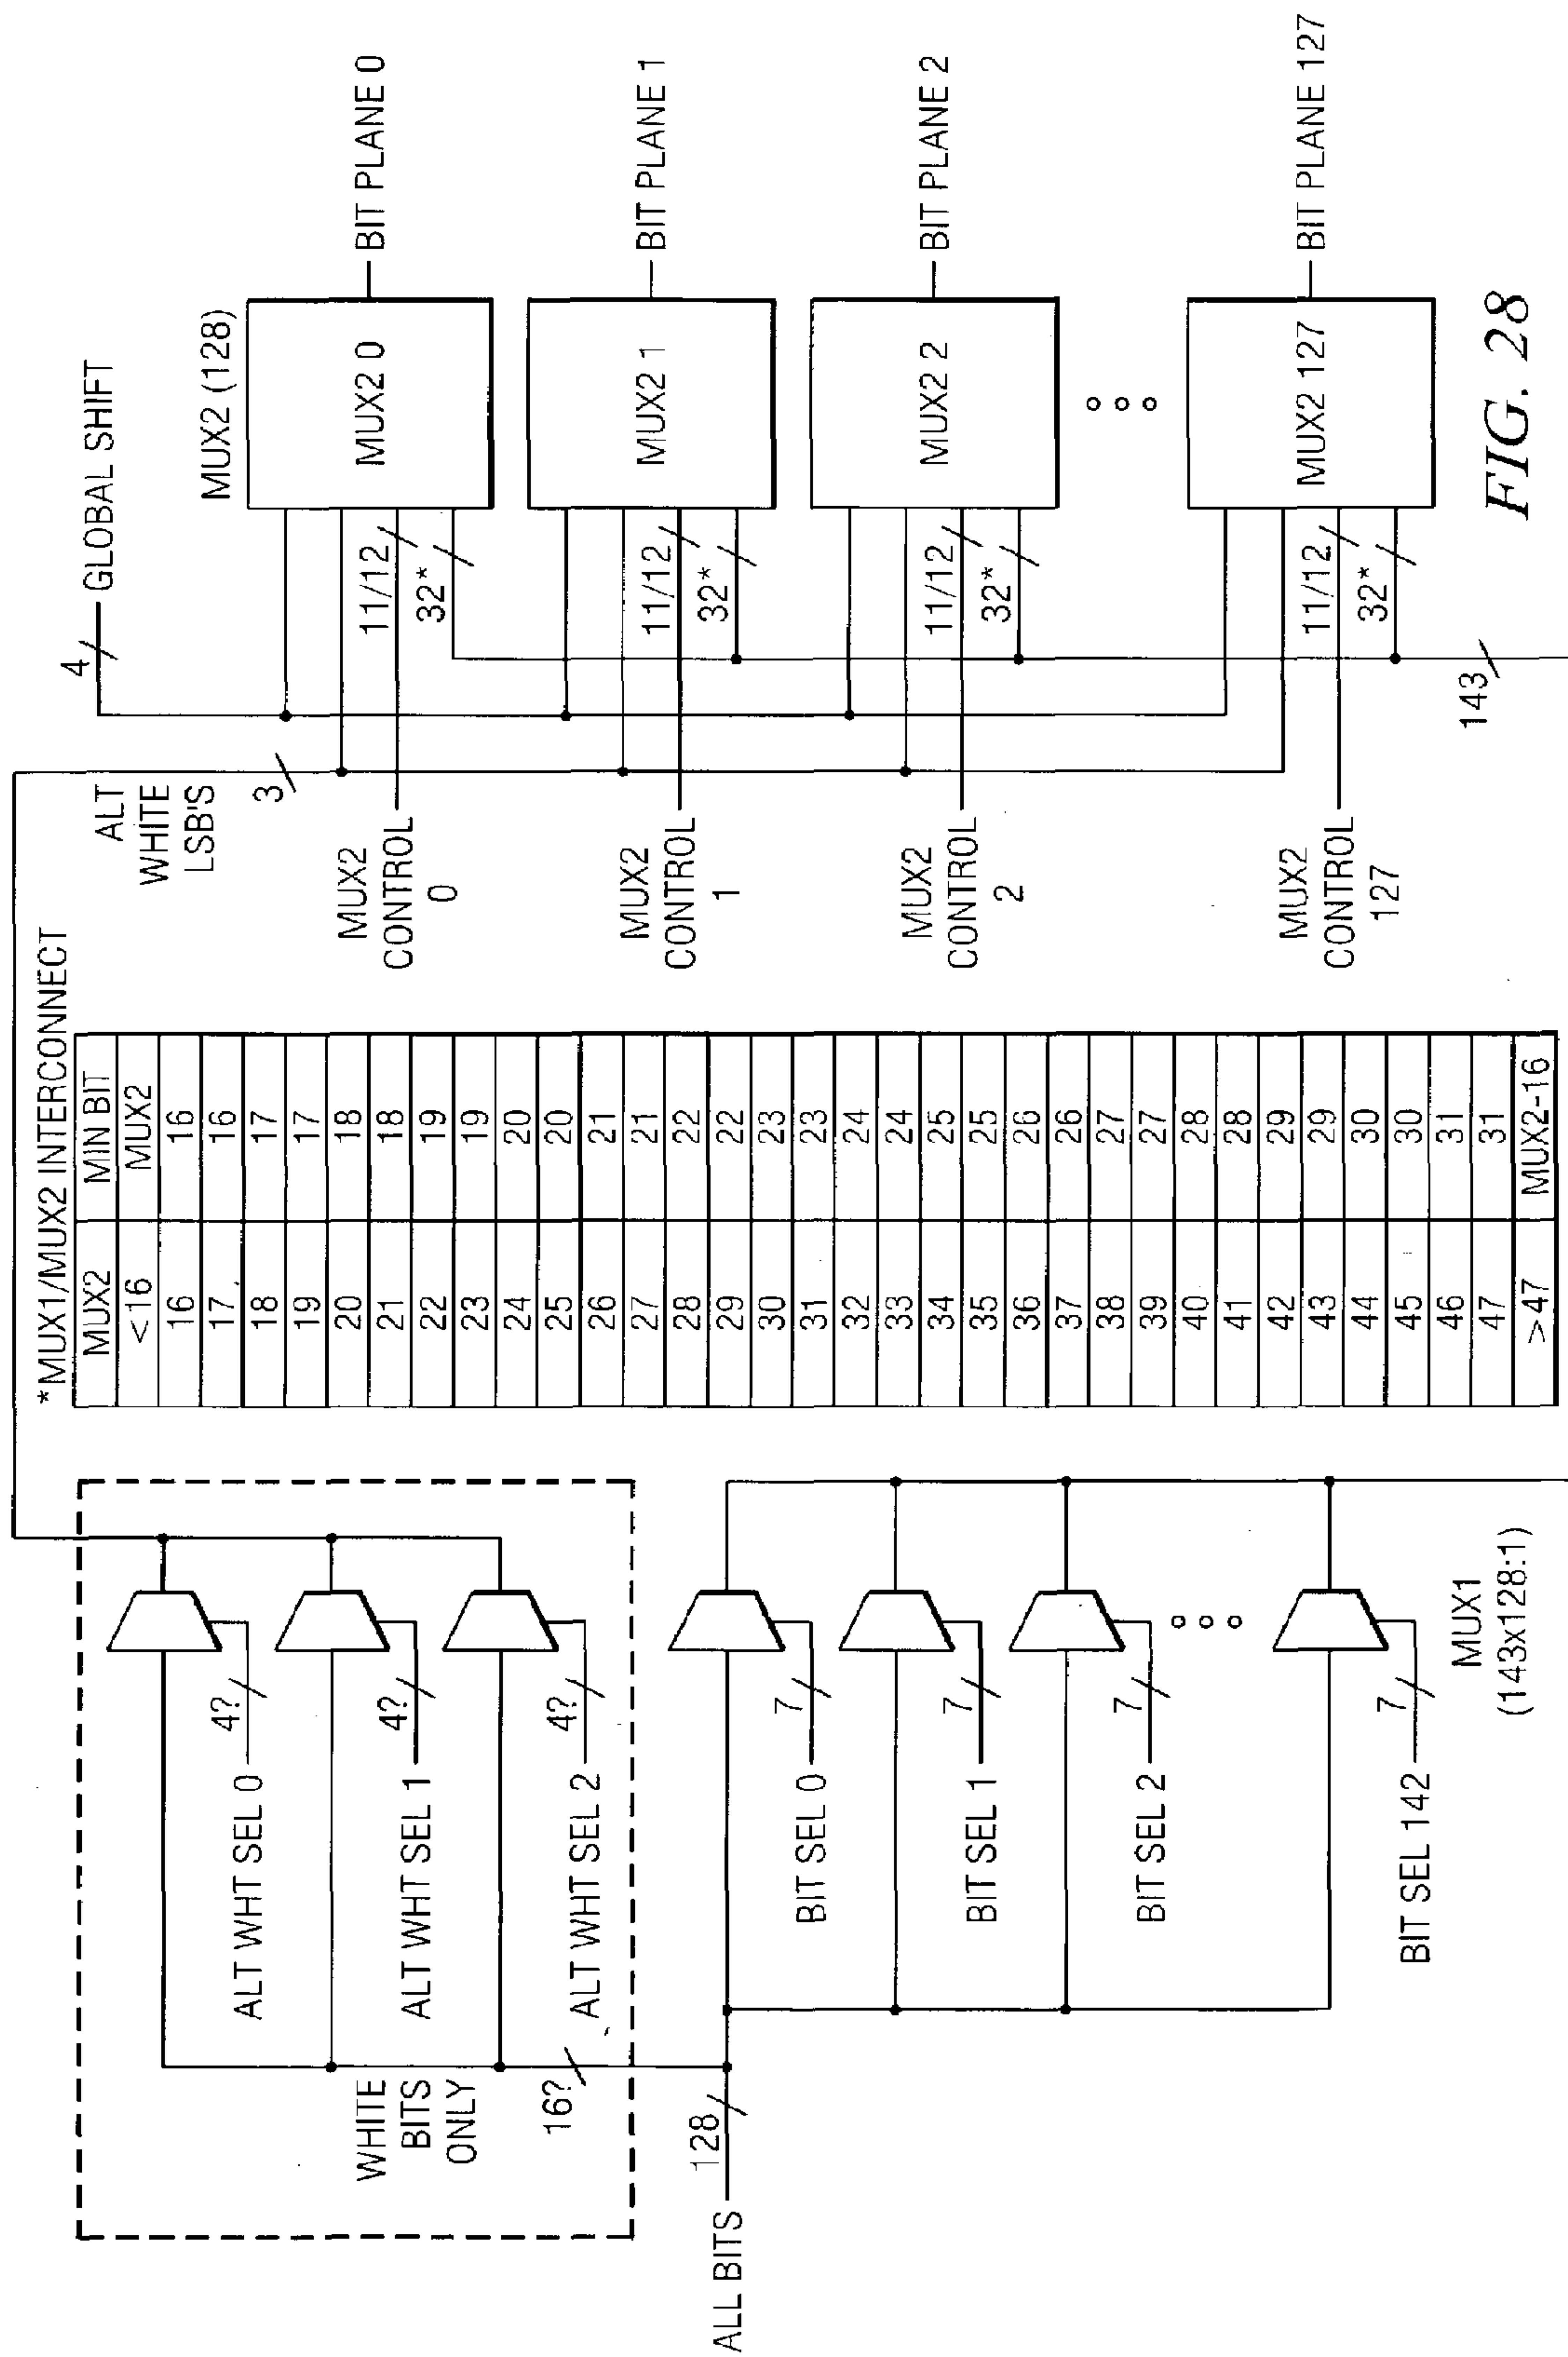 WHITE
BITS
ONLY
16?
ALT WHT SEL 0
4?
ALT WHT SEL 1
4?
ALT WHT SEL 2
4?
ALL BITS
128
BIT SEL 0
7
BIT SEL 1
7
BIT SEL 2
7
BIT SEL 142
7
MUX1
(143x128:1)
*MUX1/MUX2 INTERCONNECT
MUX2 MIN BIT
<16 MUX2
16 16
17 16
18 17
19 17
20 18
21 18
22 19
23 19
24 20
25 20
26 21
27 21
28 22
29 22
30 23
31 23
32 24
33 24
34 25
35 25
36 26
37 26
38 27
39 27
40 28
41 28
42 29
43 29
44 30
45 30
46 31
47 31
>47 MUX2-16
ALT
WHITE
LSB'S
3
4
GLOBAL SHIFT
MUX2 (128)
MUX2
CONTROL
0
11/12
32*
MUX2 0
BIT PLANE 0
MUX2
CONTROL
1
11/12
32*
MUX2 1
BIT PLANE 1
MUX2
CONTROL
2
11/12
32*
MUX2 2
BIT PLANE 2
MUX2
CONTROL
127
11/12
32*
MUX2 127
BIT PLANE 127
143
FIG. 28